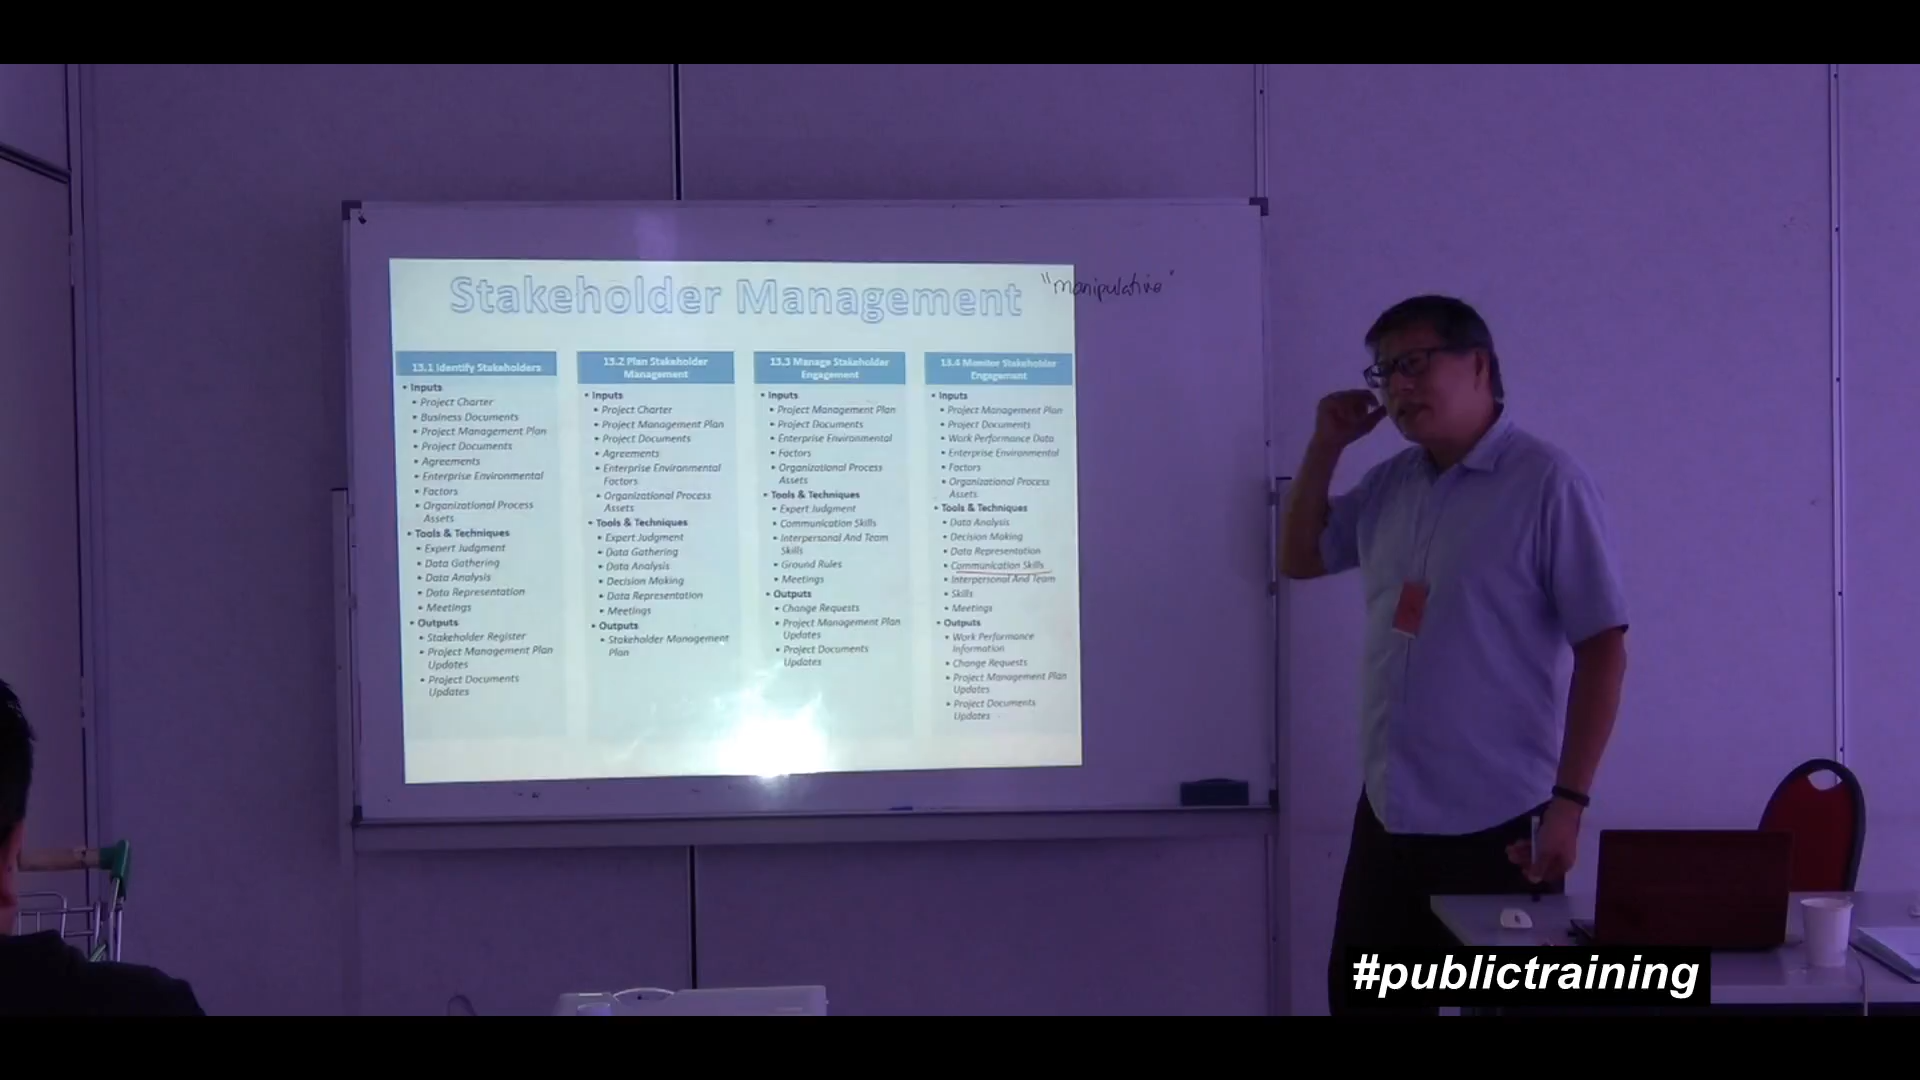 Stakeholder Management
"manipulative"
13.1 Identify Stakeholders
• Inputs
• Project Charter
• Business Documents
• Project Management Plan
• Project Documents
• Agreements
• Enterprise Environmental
• Factors
• Organizational Process
Assets
• Tools & Techniques
• Expert Judgment
• Data Gathering
• Data Analysis
• Data Representation
• Meetings
• Outputs
• Stakeholder Register
• Project Management Plan
Updates
• Project Documents
Updates
13.2 Plan Stakeholder
Management
• Inputs
• Project Charter
• Project Management Plan
• Project Documents
• Agreements
• Enterprise Environmental
Factors
• Organizational Process
Assets
• Tools & Techniques
• Expert Judgment
• Data Gathering
• Data Analysis
• Decision Making
• Data Representation
• Meetings
• Outputs
• Stakeholder Management
Plan
13.3 Manage Stakeholder
Engagement
• Inputs
• Project Management Plan
• Project Documents
• Enterprise Environmental
• Factors
• Organizational Process
Assets
• Tools & Techniques
• Expert Judgment
• Communication Skills
• Interpersonal And Team
Skills
• Ground Rules
• Meetings
• Outputs
• Change Requests
• Project Management Plan
Updates
• Project Documents
Updates
13.4 Monitor Stakeholder
Engagement
• Inputs
• Project Management Plan
• Project Documents
• Work Performance Data
• Enterprise Environmental
• Factors
• Organizational Process
Assets
• Tools & Techniques
• Data Analysis
• Decision Making
• Data Representation
• Communication Skills
• Interpersonal And Team
• Skills
• Meetings
• Outputs
• Work Performance
Information
• Change Requests
• Project Management Plan
Updates
• Project Documents
Updates
#publictraining